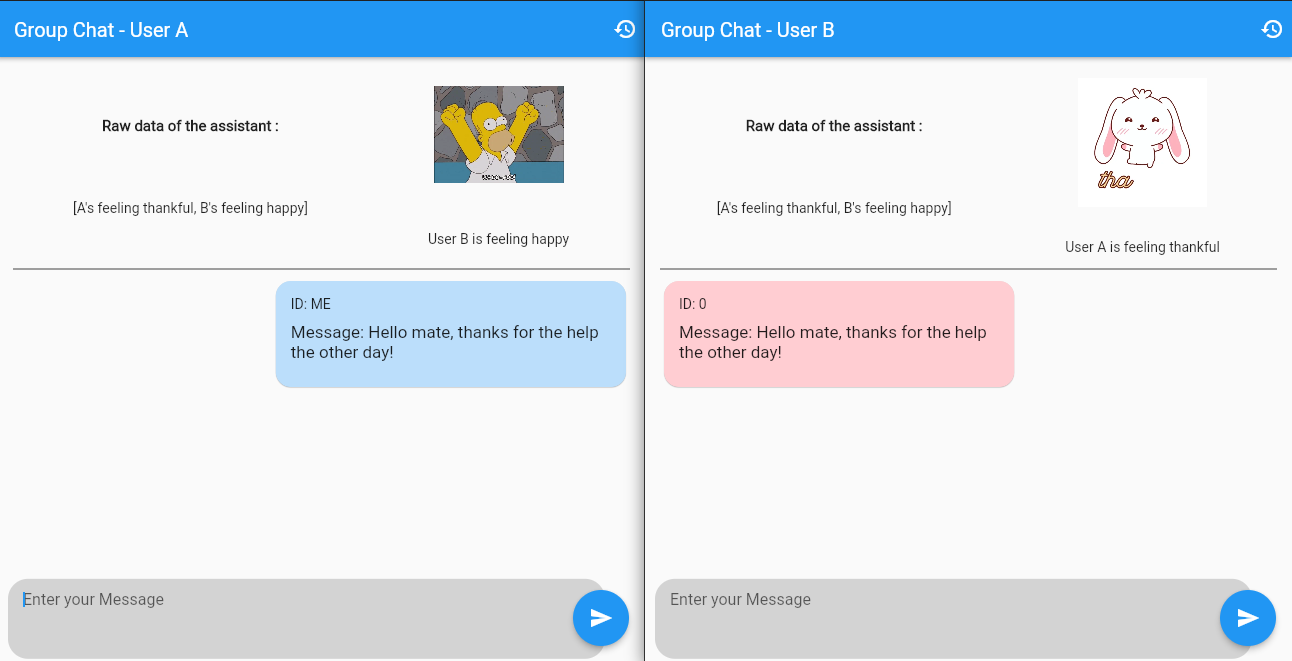 Group Chat - User A
Raw data of the assistant :
[A's feeling thankful, B's feeling happy]
User B is feeling happy
ID: ME
Message: Hello mate, thanks for the help
the other day!
Enter your Message
Group Chat - User B
Raw data of the assistant :
tha
[A's feeling thankful, B's feeling happy]
User A is feeling thankful
ID: 0
Message: Hello mate, thanks for the help
the other day!
Enter your Message